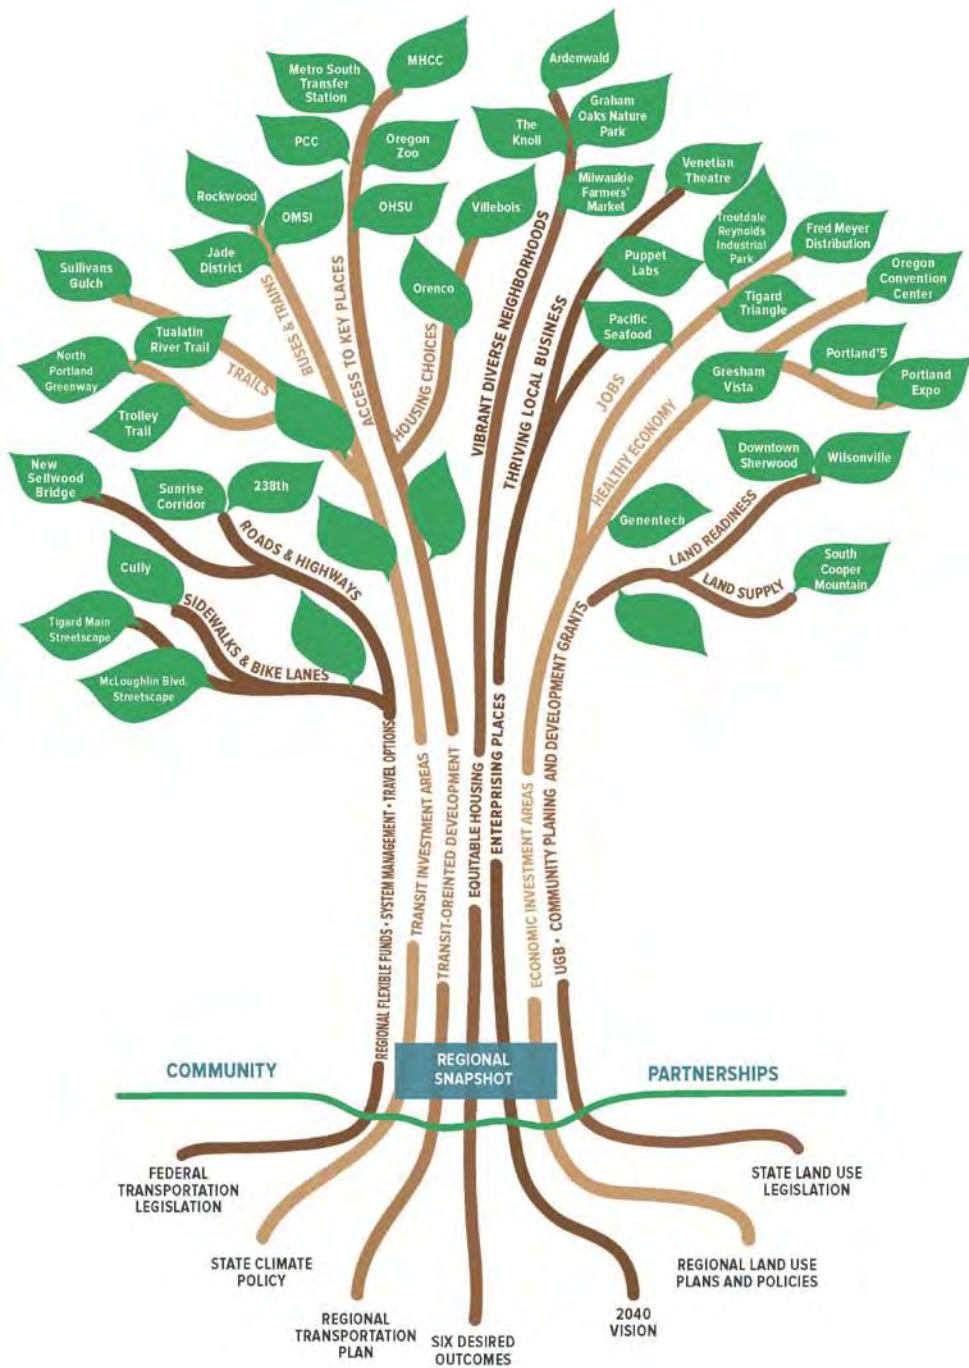 MHCC
Metro South
Transfer
Station
PCC
Oregon
Zoo
Rockwood
OMSI
OHSU
Jade
District
Villebois
Orenco
Sullivans
Gulch
Tualatin
River Trail
North
Portland
Greenway
Trolley
Trail
TRAILS
BUSES & TRAINS
ACCESS TO KEY PLACES
HOUSING CHOICES
New
Sellwood
Bridge
Sunrise
Corridor
238th
ROADS & HIGHWAYS
Cully
SIDEWALKS & BIKE LANES
Tigard Main
Streetscape
McLoughlin Blvd.
Streetscape
Ardenwald
The
Knoll
Graham
Oaks Nature
Park
Milwaukie
Farmers'
Market
VIBRANT DIVERSE NEIGHBORHOODS
Venetian
Theatre
Puppet
Labs
Pacific
Seafood
THRIVING LOCAL BUSINESS
Troutdale
Reynolds
Industrial
Park
Fred Meyer
Distribution
Tigard
Triangle
JOBS
Oregon
Convention
Center
Portland'5
Portland
Expo
Gresham
Vista
HEALTHY ECONOMY
Genentech
Downtown
Sherwood
Wilsonville
LAND READINESS
LAND SUPPLY
South
Cooper
Mountain
REGIONAL FLEXIBLE FUNDS • SYSTEM MANAGEMENT • TRAVEL OPTIONS
TRANSIT INVESTMENT AREAS
TRANSIT-OREINTED DEVELOPMENT
EQUITABLE HOUSING
ENTERPRISING PLACES
ECONOMIC INVESTMENT AREAS
UGB • COMMUNITY PLANING AND DEVELOPMENT GRANTS
COMMUNITY
REGIONAL
SNAPSHOT
PARTNERSHIPS
FEDERAL
TRANSPORTATION
LEGISLATION
STATE CLIMATE
POLICY
REGIONAL
TRANSPORTATION
PLAN
SIX DESIRED
OUTCOMES
2040
VISION
REGIONAL LAND USE
PLANS AND POLICIES
STATE LAND USE
LEGISLATION